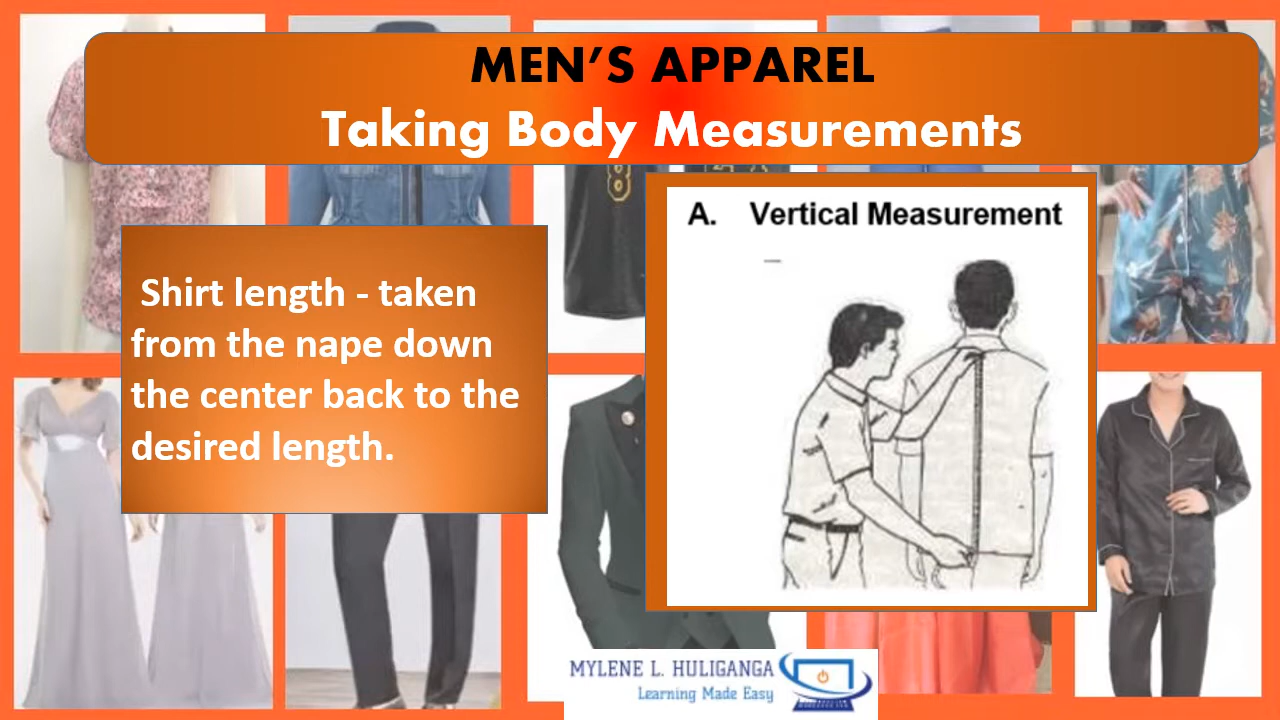 MEN’S APPAREL
Taking Body Measurements
Shirt length - taken
from the nape down
the center back to the
desired length.
A. Vertical Measurement
8
MYLENE L. HULIGANGA
Learning Made Easy